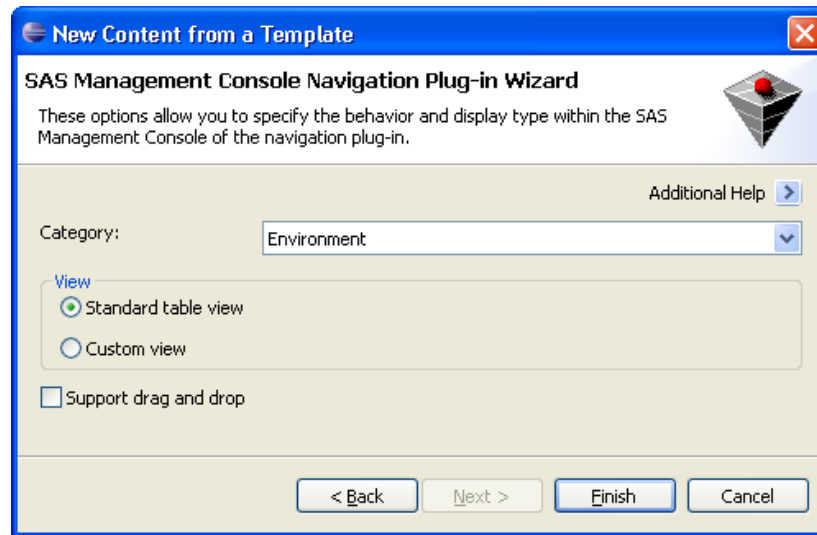 New Content from a Template
SAS Management Console Navigation Plug-in Wizard
These options allow you to specify the behavior and display type within the SAS
Management Console of the navigation plug-in.
Additional Help
Category:
Environment
View
Standard table view
Custom view
Support drag and drop
< Back
Next >
Finish
Cancel